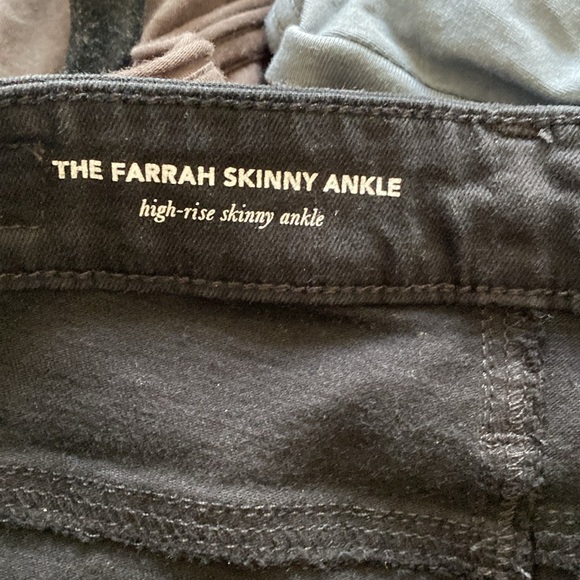 THE FARRAH SKINNY ANKLE
high-rise skinny ankle